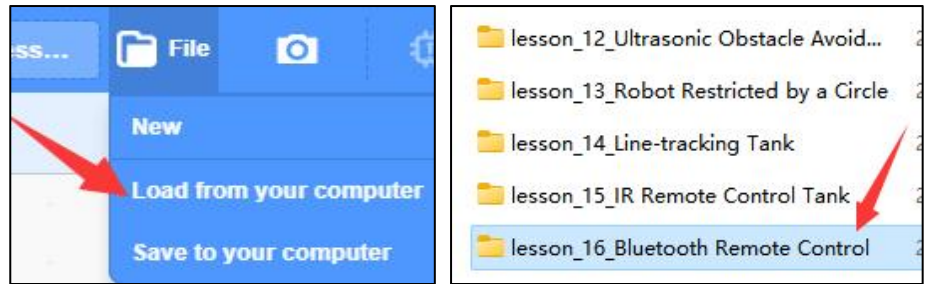 ss...
File
New
Load from your computer
Save to your computer
lesson_12_Ultrasonic Obstacle Avoid...
lesson_13_Robot Restricted by a Circle
lesson_14_Line-tracking Tank
lesson_15_IR Remote Control Tank
lesson_16_Bluetooth Remote Control